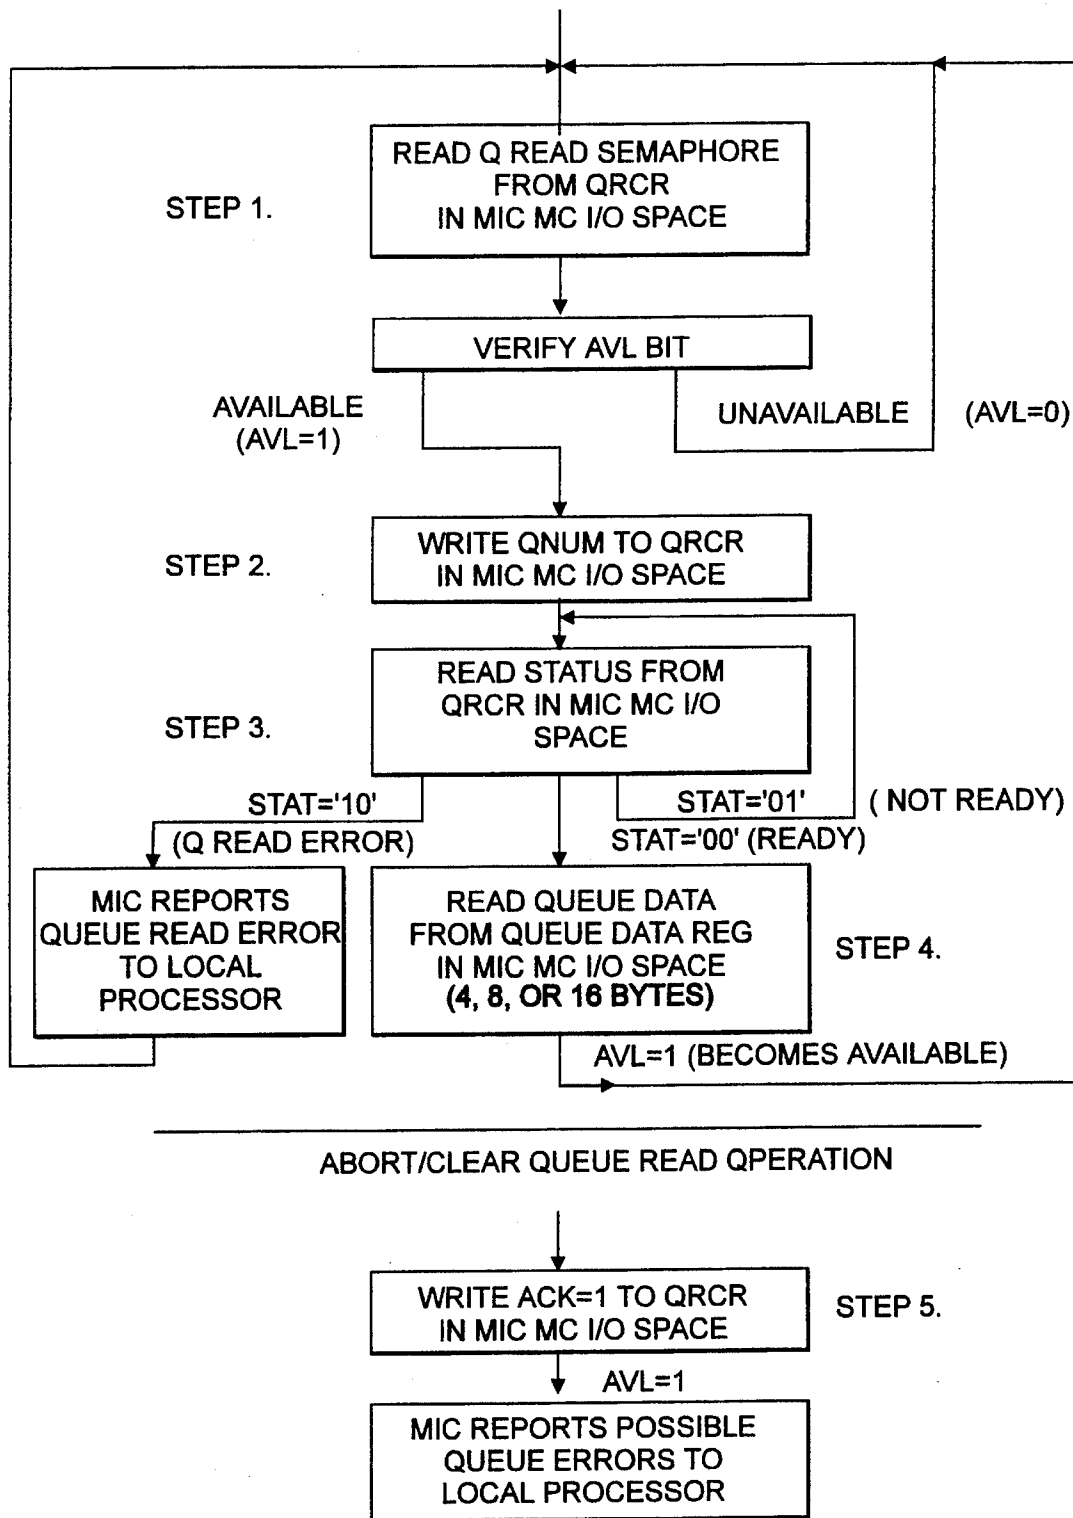 READ Q READ SEMAPHORE
FROM QRCR
IN MIC MC I/O SPACE
STEP 1.
VERIFY AVL BIT
AVAILABLE
(AVL=1)
UNAVAILABLE
(AVL=0)
WRITE QNUM TO QRCR
IN MIC MC I/O SPACE
STEP 2.
READ STATUS FROM
QRCR IN MIC MC I/O
SPACE
STEP 3.
STAT='10'
(Q READ ERROR)
STAT='01'
( NOT READY)
STAT='00' (READY)
MIC REPORTS
QUEUE READ ERROR
TO LOCAL
PROCESSOR
READ QUEUE DATA
FROM QUEUE DATA REG
IN MIC MC I/O SPACE
(4, 8, OR 16 BYTES)
STEP 4.
AVL=1 (BECOMES AVAILABLE)
ABORT/CLEAR QUEUE READ QPERATION
WRITE ACK=1 TO QRCR
IN MIC MC I/O SPACE
STEP 5.
AVL=1
MIC REPORTS POSSIBLE
QUEUE ERRORS TO
LOCAL PROCESSOR